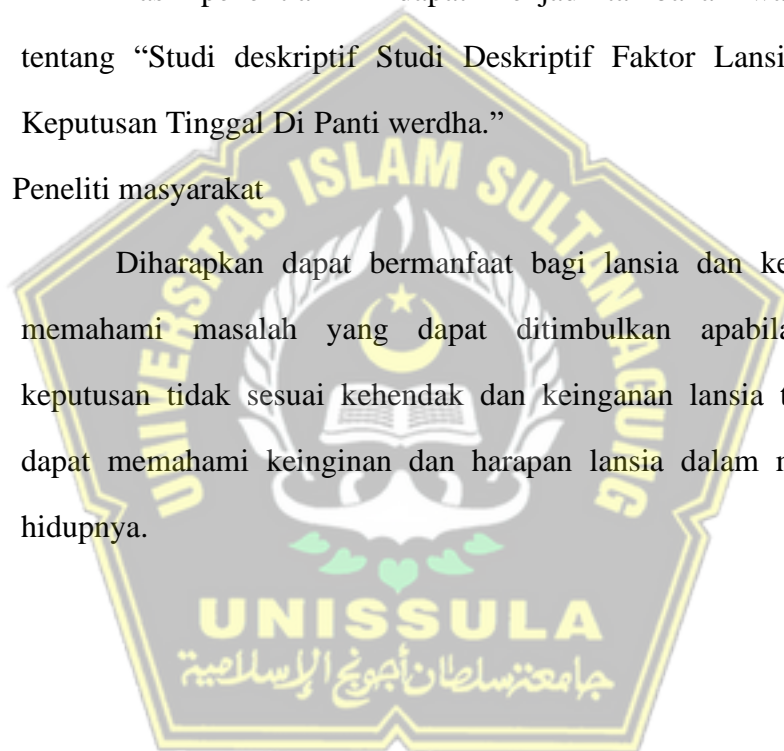 tentang “Studi deskriptif Studi Deskriptif Faktor Lansi
Keputusan Tinggal Di Panti werdha.”
Peneliti masyarakat
Diharapkan dapat bermanfaat bagi lansia dan ke
memahami masalah yang dapat ditimbulkan apabila
keputusan tidak sesuai kehendak dan keinganan lansia t
dapat memahami keinginan dan harapan lansia dalam m
hidupnya.
UNIVERSITAS ISLAM SULTAN AGUNG
UNISSULA
جامعة سلطان أجونج الإسلامية